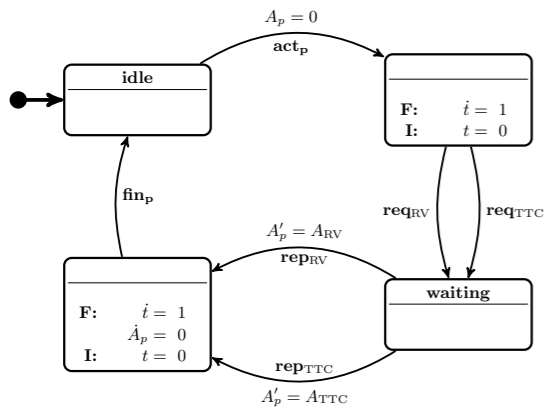 A_p = 0
act_p
idle
F: ṫ = 1
I: t = 0
fin_p
req_RV
req_TTC
A'_p = A_RV
rep_RV
waiting
F: ṫ = 1
Ȧ_p = 0
I: t = 0
rep_TTC
A'_p = A_TTC